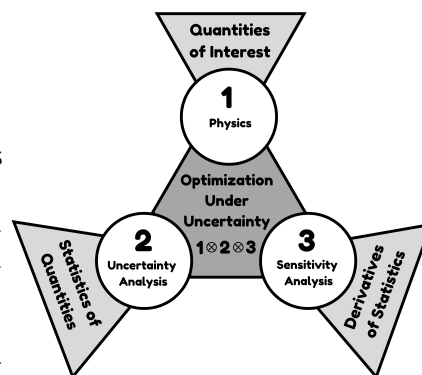 Quantities
of Interest
1
Physics
Optimization
Under
Uncertainty
1⊗2⊗3
2
Uncertainty
Analysis
3
Sensitivity
Analysis
Statistics of
Quantities
Derivatives
of Statistics